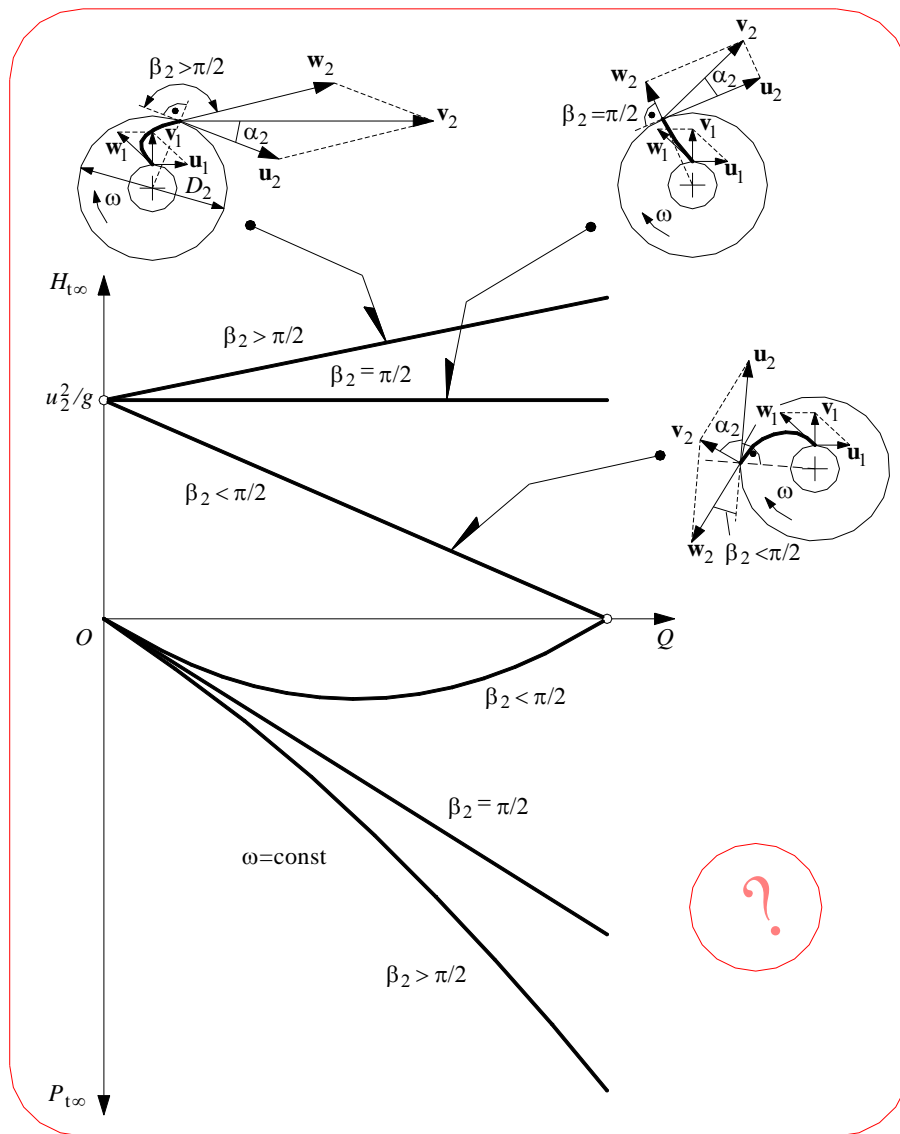 β₂>π/2
w₂
v₂
α₂
v₁
w₁
u₁
u₂
D₂
ω
v₂
w₂
α₂
u₂
β₂=π/2
v₁
w₁
u₁
ω
H_t∞
β₂>π/2
β₂=π/2
u₂²/g
β₂<π/2
u₂
v₂
α₂
w₁
v₁
u₁
ω
w₂
β₂<π/2
O
Q
β₂<π/2
β₂=π/2
ω=const
?
β₂>π/2
P_t∞